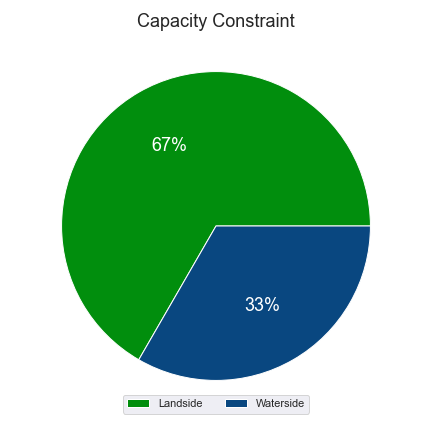 Capacity Constraint
67%
33%
Landside Waterside